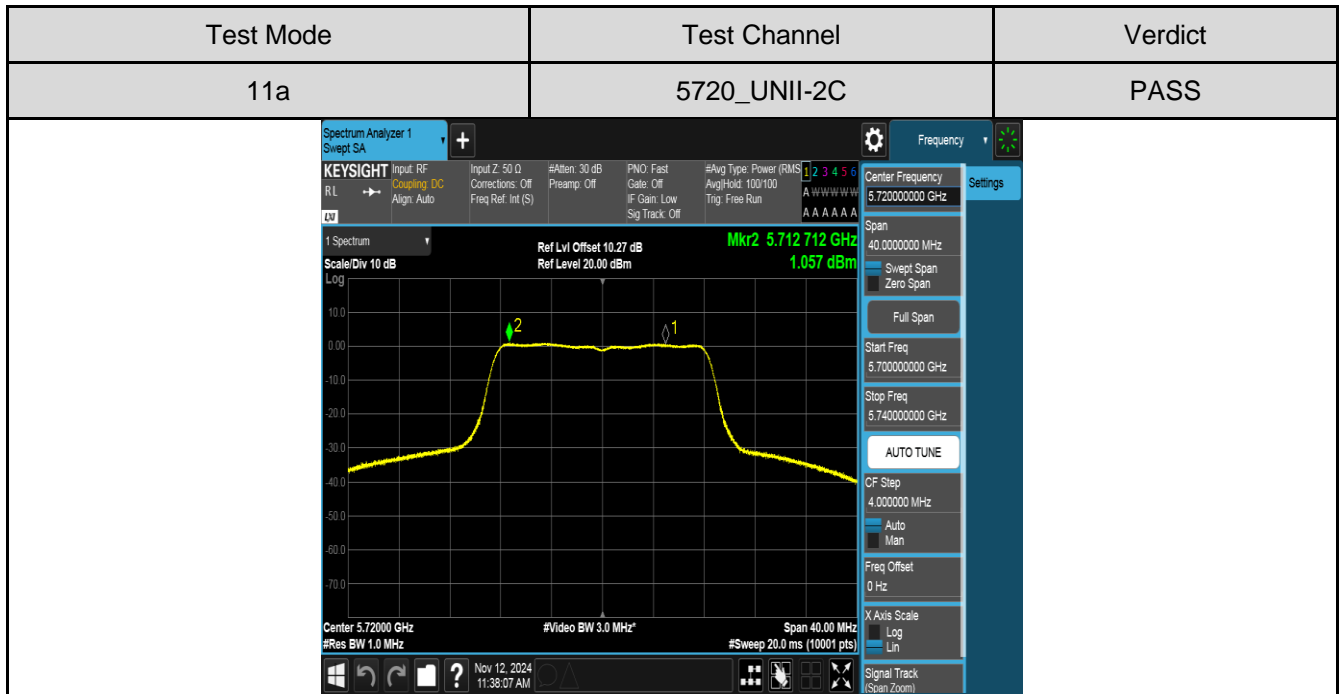 Test Mode Test Channel Verdict
11a 5720_UNII-2C PASS
Spectrum Analyzer 1
Swept SA
+
Frequency
KEYSIGHT Input: RF Input Z: 50 Ω #Atten: 30 dB PNO: Fast #Avg Type: Power (RMS 1 2 3 4 5 6
RL Coupling: DC Corrections: Off Preamp: Off Gate: Off Avg|Hold: 100/100 A W W W W W
Align: Auto Freq Ref: Int (S) IF Gain: Low Trig: Free Run
LXI Sig Track: Off A A A A A A
1 Spectrum
Scale/Div 10 dB
Ref Lvl Offset 10.27 dB
Ref Level 20.00 dBm
Mkr2 5.712 712 GHz
1.057 dBm
Log
10.0
2
1
0.00
-10.0
-20.0
-30.0
-40.0
-50.0
-60.0
-70.0
Center 5.72000 GHz #Video BW 3.0 MHz* Span 40.00 MHz
#Res BW 1.0 MHz #Sweep 20.0 ms (10001 pts)
?
Nov 12, 2024
11:38:07 AM
Center Frequency
5.720000000 GHz
Settings
Span
40.0000000 MHz
Swept Span
Zero Span
Full Span
Start Freq
5.700000000 GHz
Stop Freq
5.740000000 GHz
AUTO TUNE
CF Step
4.000000 MHz
Auto
Man
Freq Offset
0 Hz
X Axis Scale
Log
Lin
Signal Track
(Span Zoom)